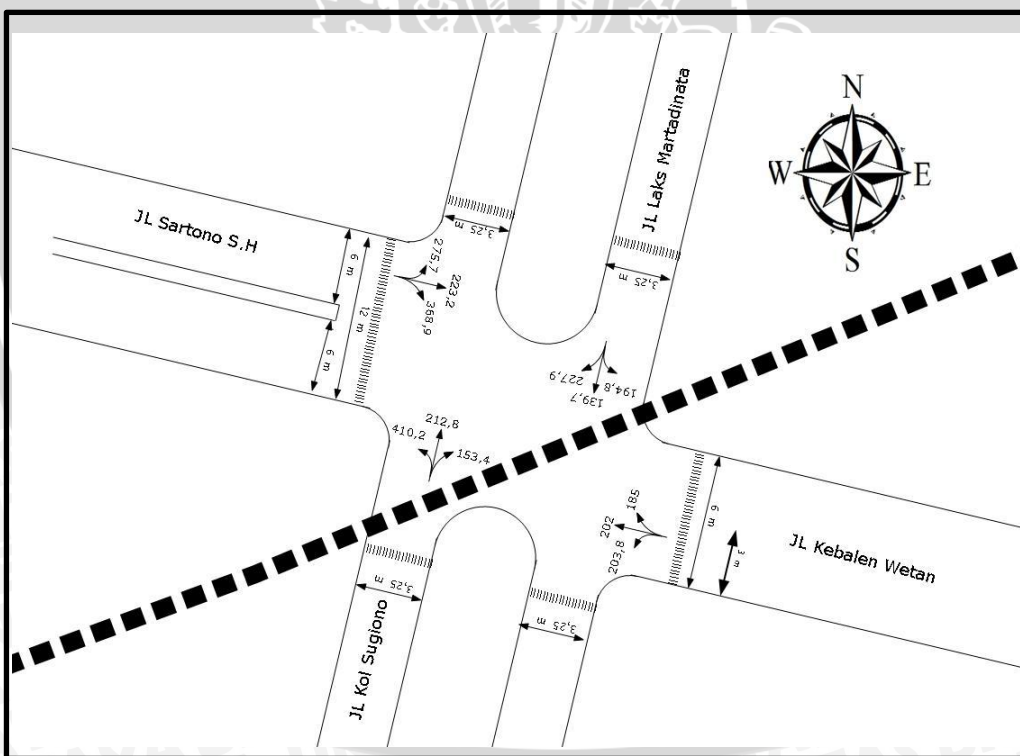 N
W
E
S
JL Laks Martadinata
JL Sartono S.H
3,25 m
3,25 m
6 m
12 m
6 m
275,7
223,2
368,9
227,9
194,8
139,7
212,8
410,2
153,4
185
202
203,8
6 m
3 m
JL Kebalen Wetan
3,25 m
3,25 m
JL Kol Sugiono